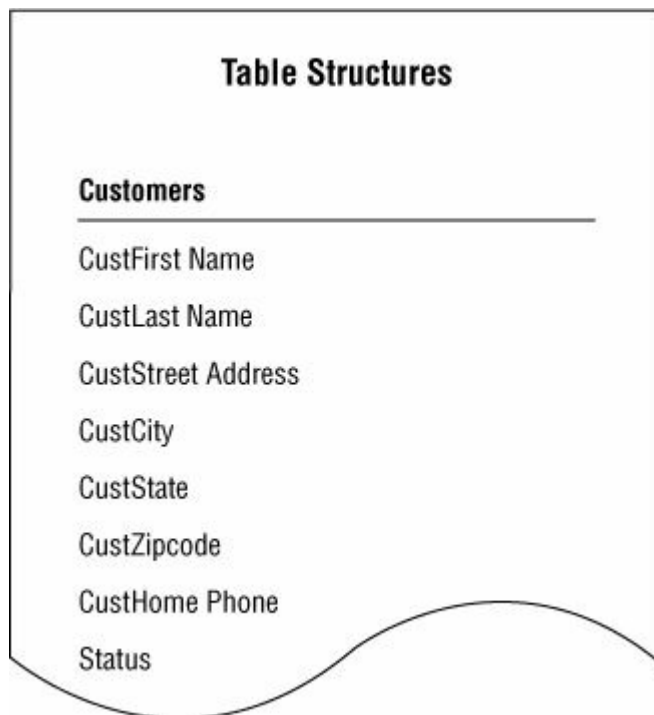 Table Structures
Customers
CustFirst Name
CustLast Name
CustStreet Address
CustCity
CustState
CustZipcode
CustHome Phone
Status